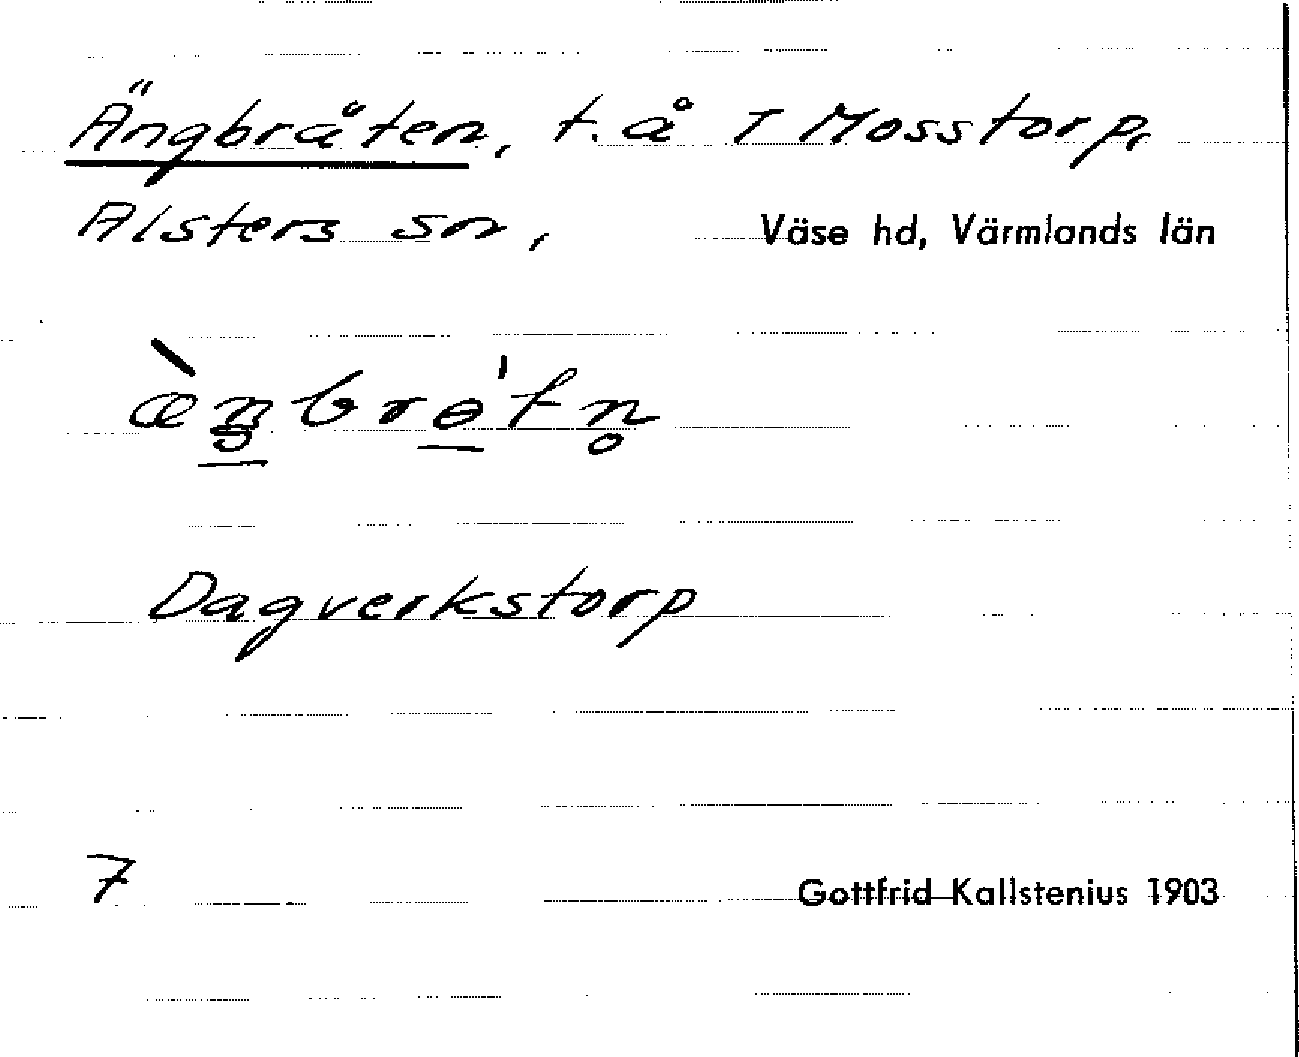 Ängbråten, t. å T Mosstorp,
Alsters sn, Väse hd, Värmlands län
Dagverkstorp
7 Gottfrid Kallstenius 1903